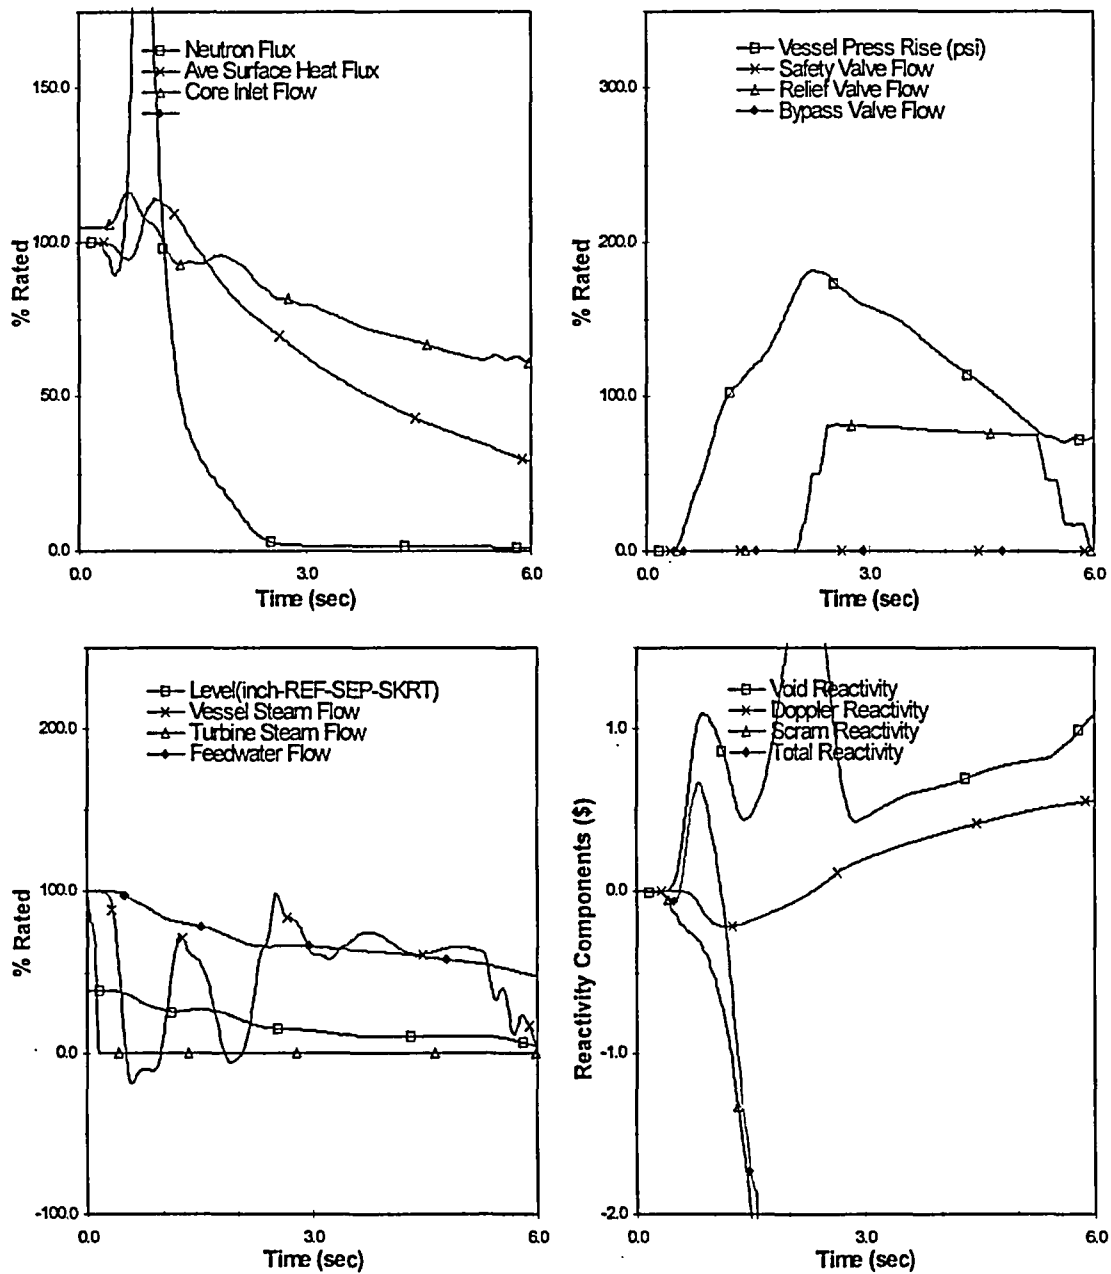 Neutron Flux
Ave Surface Heat Flux
Core Inlet Flow
150.0
100.0
50.0
0.0
% Rated
0.0
3.0
6.0
Time (sec)
Vessel Press Rise (psi)
Safety Valve Flow
Relief Valve Flow
Bypass Valve Flow
300.0
200.0
100.0
0.0
% Rated
0.0
3.0
6.0
Time (sec)
Level(inch-REF-SEP-SKRT)
Vessel Steam Flow
Turbine Steam Flow
Feedwater Flow
200.0
100.0
0.0
-100.0
% Rated
0.0
3.0
6.0
Time (sec)
Void Reactivity
Doppler Reactivity
Scram Reactivity
Total Reactivity
1.0
0.0
-1.0
-2.0
Reactivity Components ($)
0.0
3.0
6.0
Time (sec)